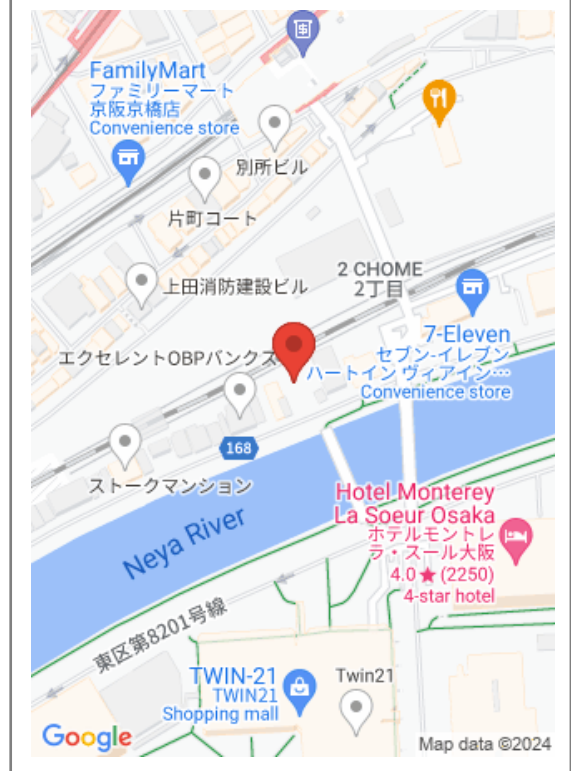 FamilyMart
ファミリーマート
京阪京橋店
Convenience store
別所ビル
片町コート
2 CHOME
2丁目
上田消防建設ビル
7-Eleven
セブン-イレブン
ハートイン ヴィアイン…
Convenience store
エクセレントOBPバンクス
168
ストークマンション
Neya River
Hotel Monterey
La Soeur Osaka
ホテルモントレ
ラ・スール大阪
4.0★(2250)
4-star hotel
東区第8201号線
TWIN-21
TWIN21
Shopping mall
Twin21
Google
Map data ©2024